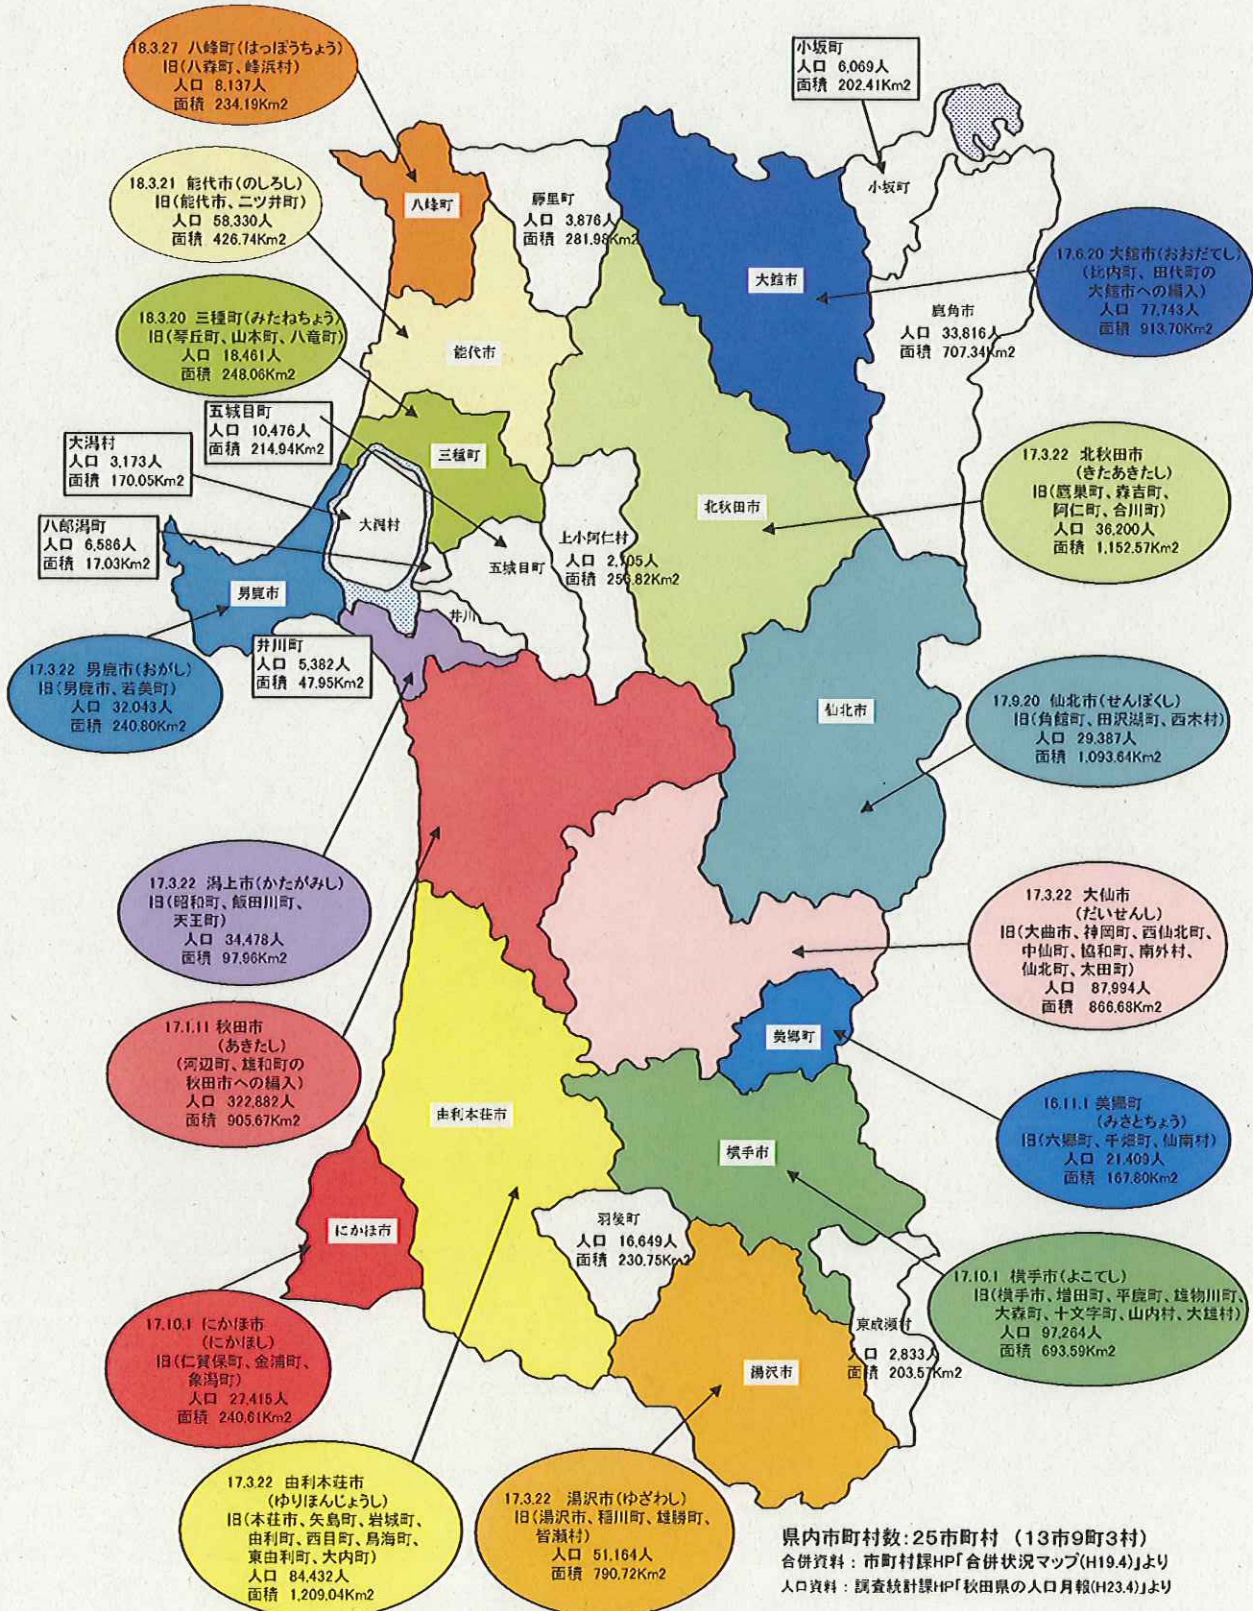 18.3.27 八峰町(はっぽうちょう)
旧(八森町、峰浜村)
人口 8,137人
面積 234.19Km2
小坂町
人口 6,069人
面積 202.41Km2
18.3.21 能代市(のしろし)
旧(能代市、二ツ井町)
人口 58,330人
面積 426.74Km2
八峰町
藤里町
人口 3,876人
面積 281.98Km2
小坂町
大館市
17.6.20 大館市(おおだてし)
(比内町、田代町の
大館市への編入)
人口 77,743人
面積 913.70Km2
鹿角市
人口 33,816人
面積 707.34Km2
18.3.20 三種町(みたねちょう)
旧(琴丘町、山本町、八竜町)
人口 18,461人
面積 248.06Km2
能代市
五城目町
人口 10,476人
面積 214.94Km2
大潟村
人口 3,173人
面積 170.05Km2
三種町
八郎潟町
人口 6,586人
面積 17.03Km2
大潟村
五城目町
上小阿仁村
人口 2,705人
面積 256.82Km2
北秋田市
17.3.22 北秋田市
(きたあきたし)
旧(鷹巣町、森吉町、
阿仁町、合川町)
人口 36,200人
面積 1,152.57Km2
男鹿市
井川
井川町
人口 5,382人
面積 47.95Km2
17.3.22 男鹿市(おがし)
旧(男鹿市、若美町)
人口 32,043人
面積 240.80Km2
仙北市
17.9.20 仙北市(せんぼくし)
旧(角館町、田沢湖町、西木村)
人口 29,387人
面積 1,093.64Km2
17.3.22 潟上市(かたがみし)
旧(昭和町、飯田川町、
天王町)
人口 34,478人
面積 97.96Km2
17.3.22 大仙市
(だいせんし)
旧(大曲市、神岡町、西仙北町、
中仙町、協和町、南外村、
仙北町、太田町)
人口 87,994人
面積 866.68Km2
17.1.11 秋田市
(あきたし)
(河辺町、雄和町の
秋田市への編入)
人口 322,882人
面積 905.67Km2
美郷町
16.11.1 美郷町
(みさとちょう)
旧(六郷町、千畑町、仙南村)
人口 21,409人
面積 167.80Km2
由利本荘市
横手市
にかほ市
羽後町
人口 16,649人
面積 230.75Km2
17.10.1 横手市(よこてし)
旧(横手市、増田町、平鹿町、雄物川町、
大森町、十文字町、山内村、大雄村)
人口 97,264人
面積 693.59Km2
17.10.1 にかほ市
(にかほし)
旧(仁賀保町、金浦町、
象潟町)
人口 27,415人
面積 240.61Km2
東成瀬村
人口 2,833人
面積 203.57Km2
湯沢市
17.3.22 由利本荘市
(ゆりほんじょうし)
旧(本荘市、矢島町、岩城町、
由利町、西目町、鳥海町、
東由利町、大内町)
人口 84,432人
面積 1,209.04Km2
17.3.22 湯沢市(ゆざわし)
旧(湯沢市、稲川町、雄勝町、
皆瀬村)
人口 51,164人
面積 790.72Km2
県内市町村数:25市町村 (13市9町3村)
合併資料:市町村課HP「合併状況マップ(H19.4)」より
人口資料:調査統計課HP「秋田県の人口月報(H23.4)」より